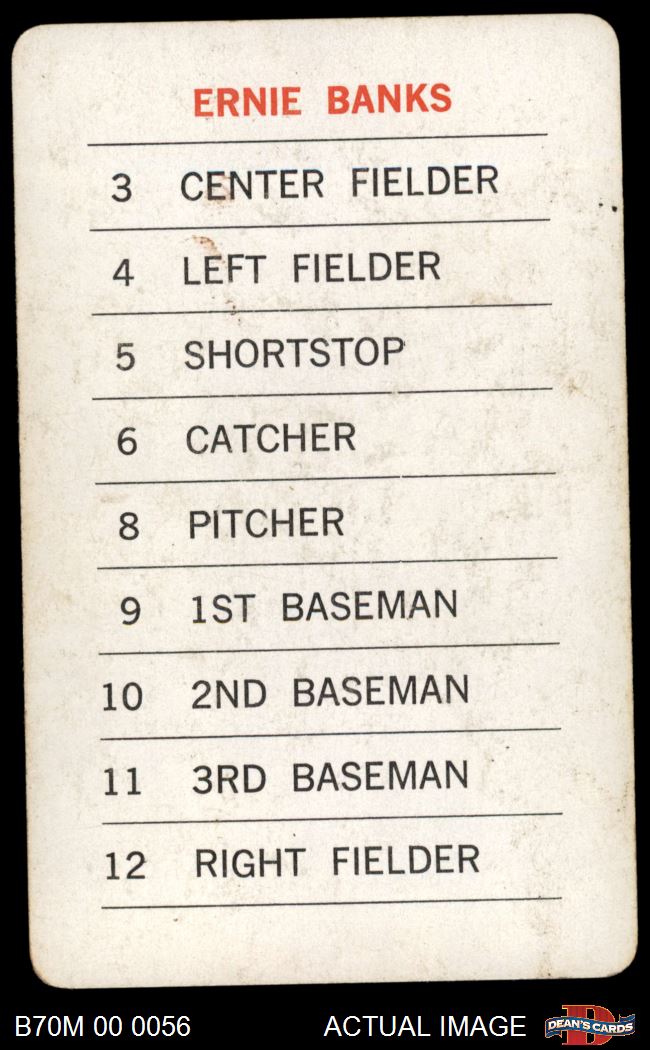 ERNIE BANKS
3 CENTER FIELDER
4 LEFT FIELDER
5 SHORTSTOP
6 CATCHER
8 PITCHER
9 1ST BASEMAN
10 2ND BASEMAN
11 3RD BASEMAN
12 RIGHT FIELDER
B70M 00 0056 ACTUAL IMAGE D DEAN'S CARDS